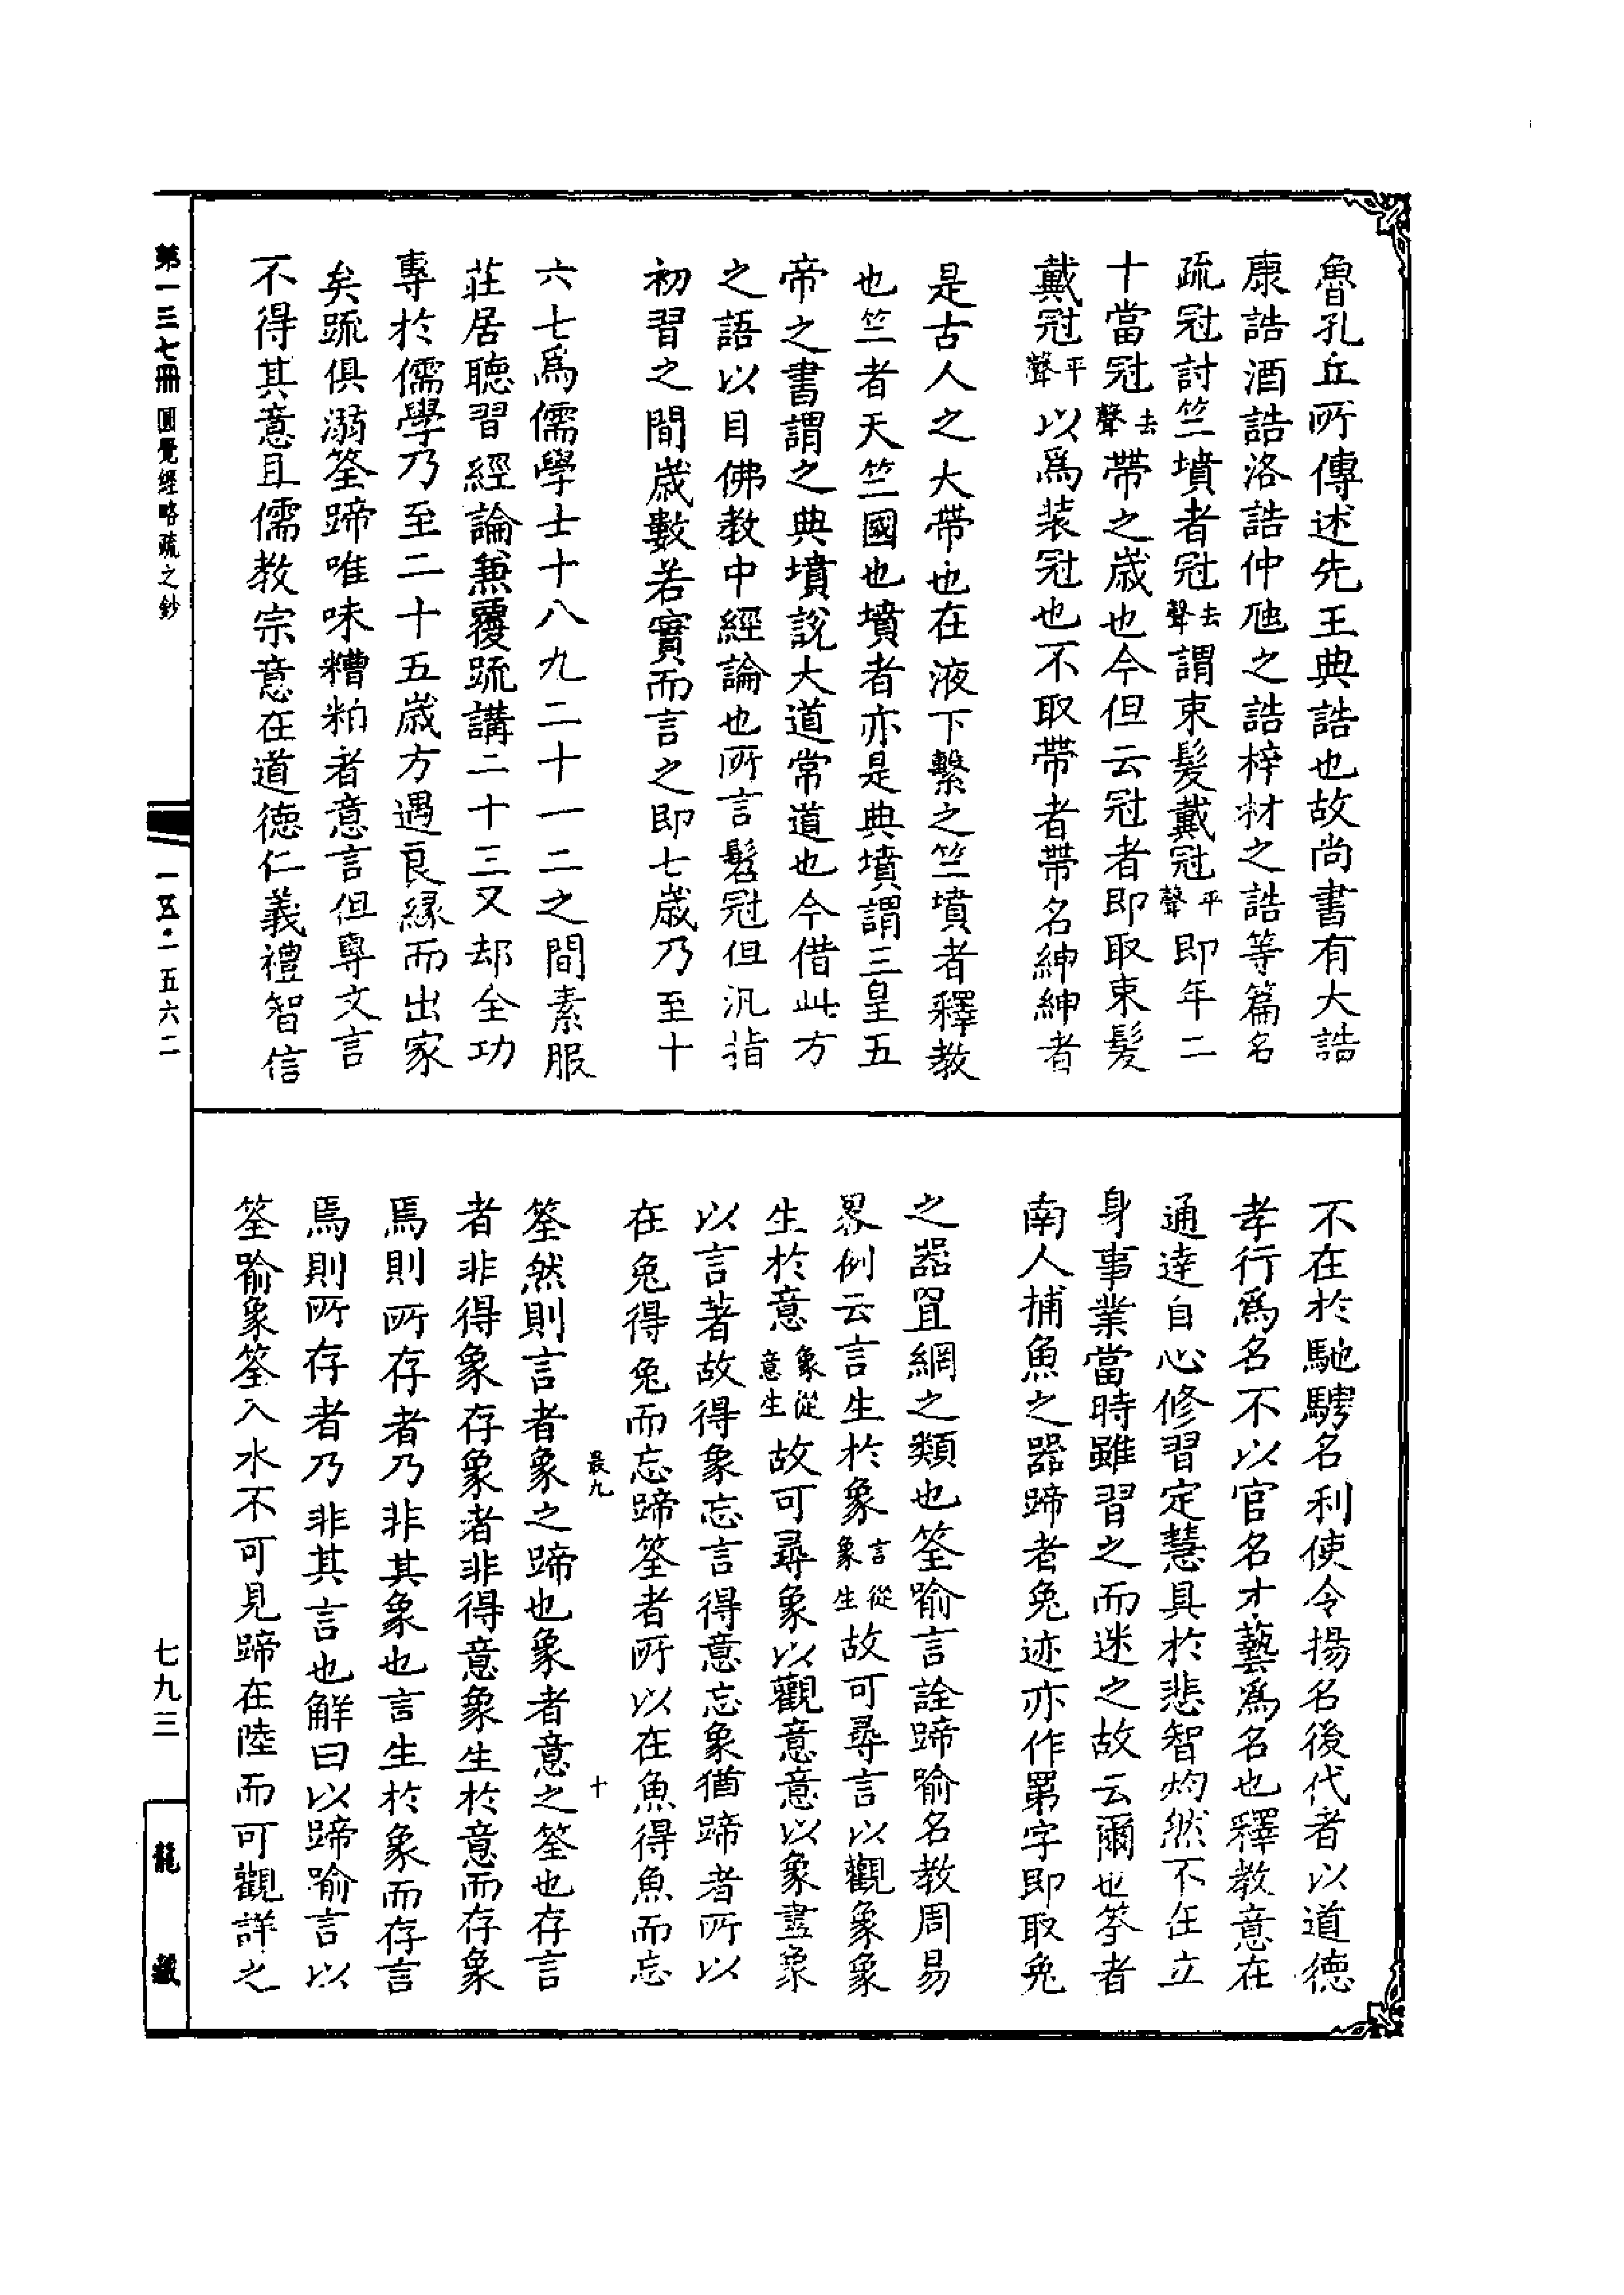 魯孔丘所傳述先王典誥也故尚書有大誥
康誥酒誥洛誥仲虺之誥梓材之誥等篇名
疏冠討竺墳者冠去聲謂束髮戴冠平聲即年二
十當冠去聲帶之歲也今但云冠者即取束髮
戴冠平聲以爲装冠也不取帶者帶名紳紳者
是古人之大帶也在液下繫之竺墳者釋教
也竺者天竺國也墳者亦是典墳謂三皇五
帝之書謂之典墳說大道常道也今借此方
之語以目佛教中經論也所言髫冠但汎指
初習之間歲數若實而言之即七歲乃至十
六七爲儒學士十八九二十一二之間素服
莊居聽習經論兼覆疏講二十三又却全功
專於儒學乃至二十五歲方遇良緣而出家
矣疏俱溺筌蹄唯味糟粕者意言但專文言
不得其意且儒教宗意在道德仁義禮智信
不在於馳騁名利使令揚名後代者以道德
孝行爲名不以官名才藝爲名也釋教意在
通達自心修習定慧具於悲智灼然不在立
身事業當時雖習之而迷之故云爾也筌者
南人捕魚之器蹄者兔迹亦作罤字即取兔
之器罝網之類也筌喻言詮蹄喻名教周易
畧例云言生於象言從象生故可尋言以觀象象
生於意象從意生故可尋象以觀意意以象盡象
以言著故得象忘言得意忘象猶蹄者所以
在兔得兔而忘蹄筌者所以在魚得魚而忘
最九 十
筌然則言者象之蹄也象者意之筌也存言
者非得象存象者非得意象生於意而存象
焉則所存者乃非其象也言生於象而存言
焉則所存者乃非其言也解曰以蹄喻言以
筌喻象筌入水不可見蹄在陸而可觀詳之
第一三七冊 圓覺經略疏之鈔
一五·一五六二
七九三
龍藏